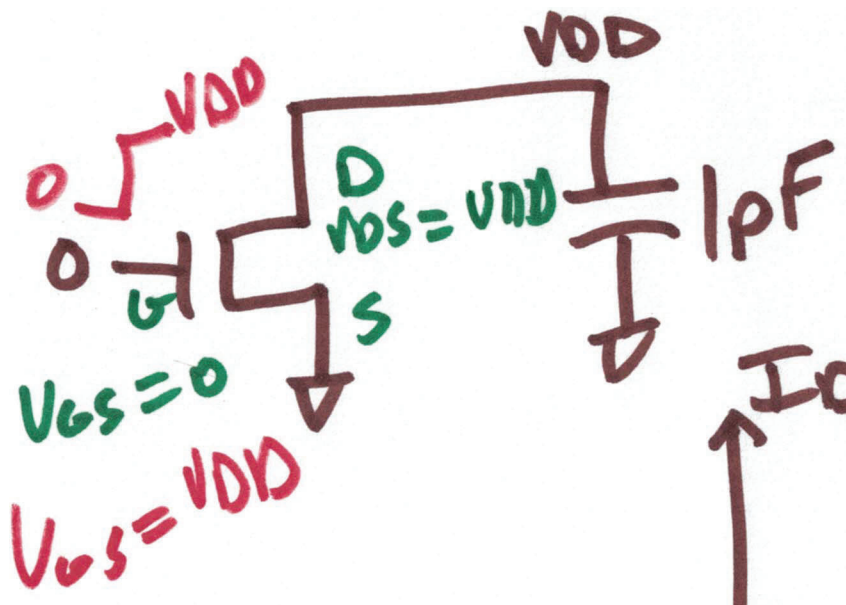 VDD
VDD
0
D
VDS = VDD
1pF
0
G
S
VGS = 0
ID
VGS = VDD